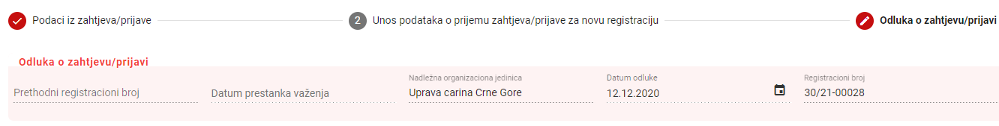 Podaci iz zahtjeva/prijave
2 Unos podataka o prijemu zahtjeva/prijave za novu registraciju
Odluka o zahtjevu/prijavi
Odluka o zahtjevu/prijavi
Prethodni registracioni broj
Datum prestanka važenja
Nadležna organizaciona jedinica
Uprava carina Crne Gore
Datum odluke
12.12.2020
Registracioni broj
30/21-00028